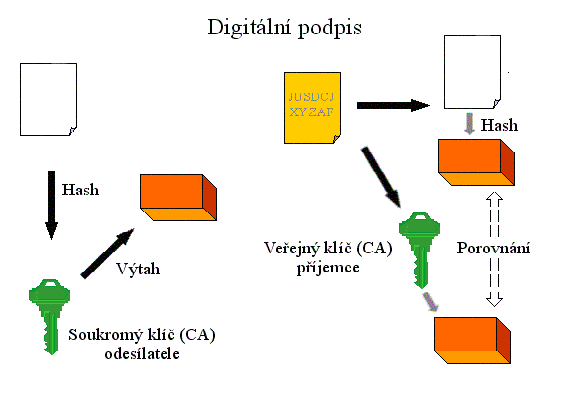 Digitální podpis
JUSDCJ
XYZAF
Hash
Hash
Výtah
Veřejný klíč (CA)
příjemce
Porovnání
Soukromý klíč (CA)
odesílatele